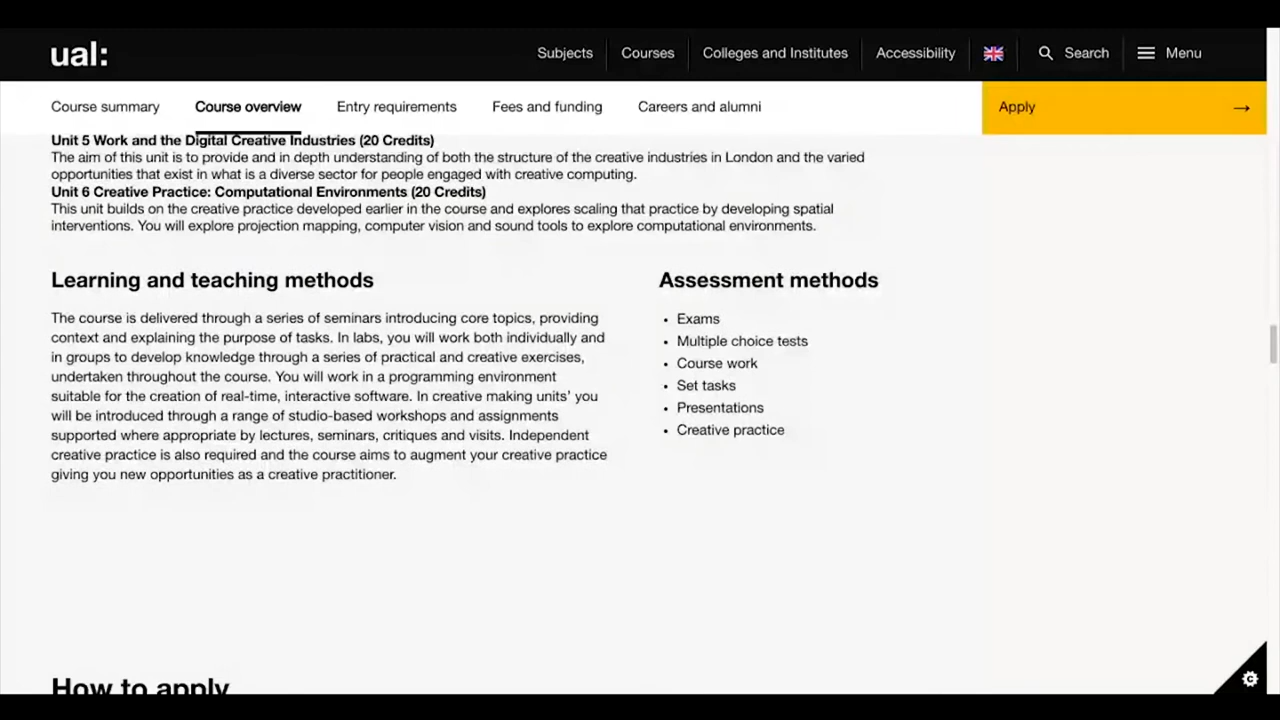 ual:
Subjects
Courses
Colleges and Institutes
Accessibility
Search
Menu
Course summary
Course overview
Entry requirements
Fees and funding
Careers and alumni
Apply →
Unit 5 Work and the Digital Creative Industries (20 Credits)
The aim of this unit is to provide and in depth understanding of both the structure of the creative industries in London and the varied
opportunities that exist in what is a diverse sector for people engaged with creative computing.
Unit 6 Creative Practice: Computational Environments (20 Credits)
This unit builds on the creative practice developed earlier in the course and explores scaling that practice by developing spatial
interventions. You will explore projection mapping, computer vision and sound tools to explore computational environments.
Learning and teaching methods
The course is delivered through a series of seminars introducing core topics, providing
context and explaining the purpose of tasks. In labs, you will work both individually and
in groups to develop knowledge through a series of practical and creative exercises,
undertaken throughout the course. You will work in a programming environment
suitable for the creation of real-time, interactive software. In creative making units' you
will be introduced through a range of studio-based workshops and assignments
supported where appropriate by lectures, seminars, critiques and visits. Independent
creative practice is also required and the course aims to augment your creative practice
giving you new opportunities as a creative practitioner.
Assessment methods
• Exams
• Multiple choice tests
• Course work
• Set tasks
• Presentations
• Creative practice
How to apply